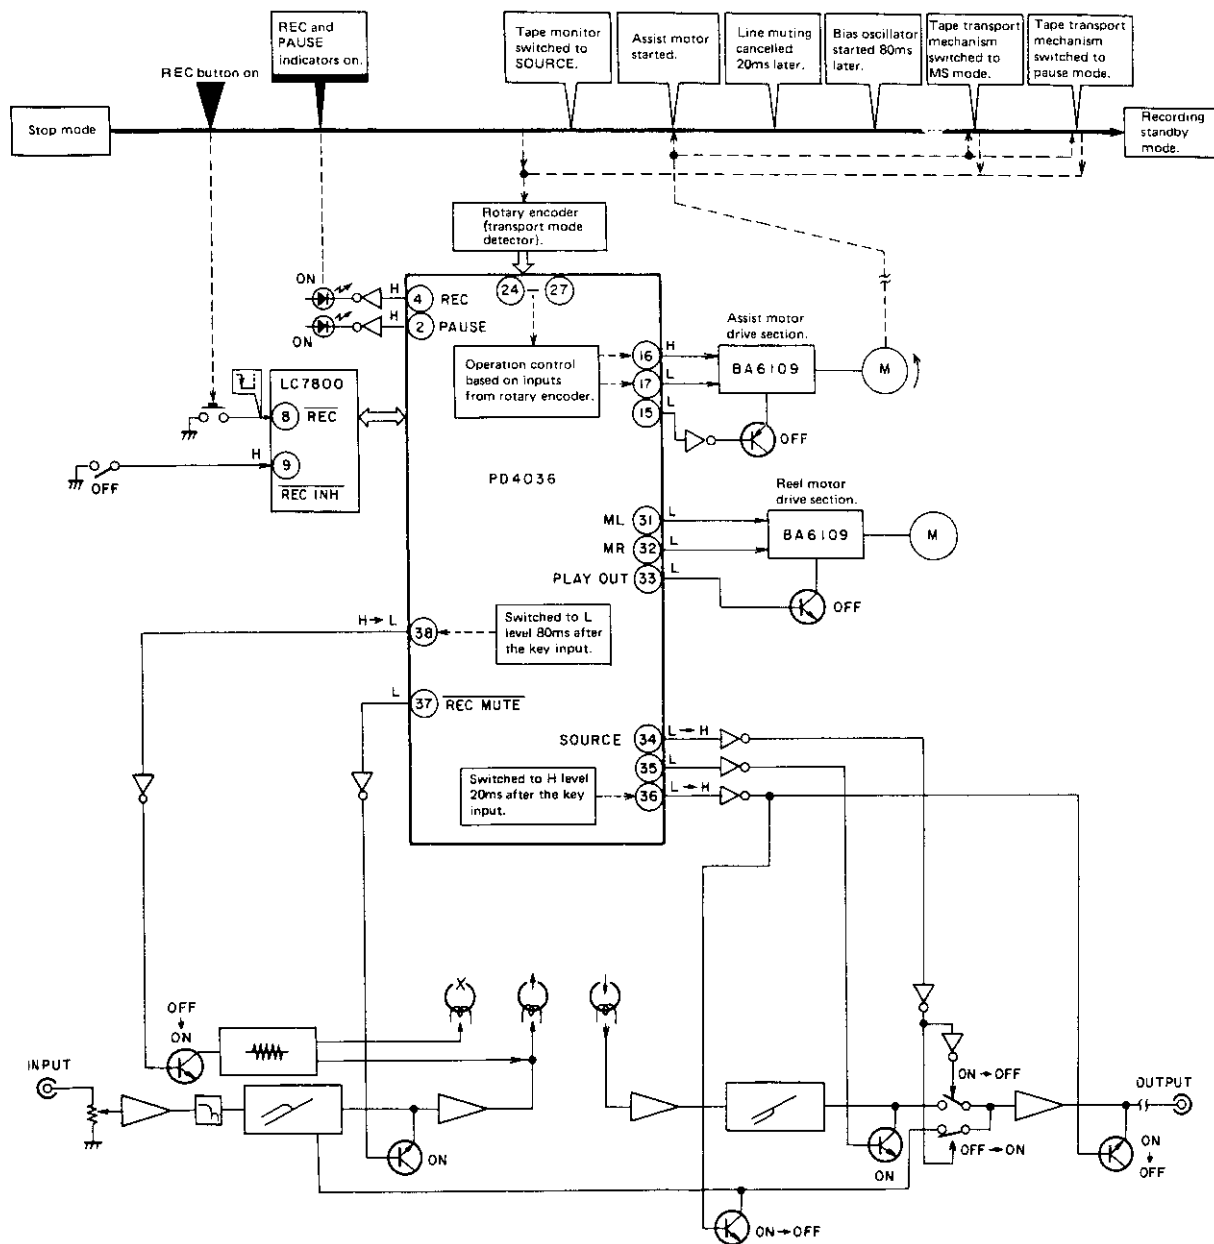 REC and
PAUSE
indicators on.
Tape monitor
switched to
SOURCE.
Assist motor
started.
Line muting
cancelled
20ms later.
Bias oscillator
started 80ms
later.
Tape transport
mechanism
switched to
MS mode.
Tape transport
mechanism
switched to
pause mode.
REC button on
Stop mode
Recording
standby
mode.
Rotary encoder
(transport mode
detector).
ON
H
4
REC
24
27
ON
H
2
PAUSE
Assist motor
drive section.
Operation control
based on inputs
from rotary encoder.
16
H
17
L
15
L
BA6109
M
OFF
LC7800
8
REC
H
9
OFF
REC INH
PD4036
Reel motor
drive section.
ML
31
L
MR
32
L
BA6109
M
PLAY OUT
33
L
OFF
H → L
38
Switched to L
level 80ms after
the key input.
L
37
REC MUTE
SOURCE
34
L → H
35
L
Switched to H level
20ms after the key
input.
36
L → H
X
OFF
↓
ON
INPUT
ON → OFF
OUTPUT
ON
ON
OFF → ON
ON
↓
OFF
ON → OFF